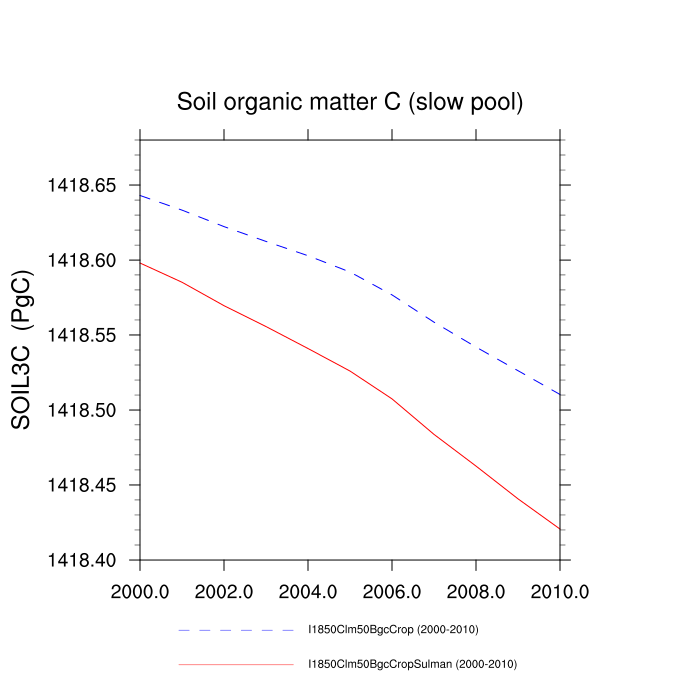 Soil organic matter C (slow pool)
SOIL3C (PgC)
1418.65
1418.60
1418.55
1418.50
1418.45
1418.40
2000.0 2002.0 2004.0 2006.0 2008.0 2010.0
I1850Clm50BgcCrop (2000-2010)
I1850Clm50BgcCropSulman (2000-2010)